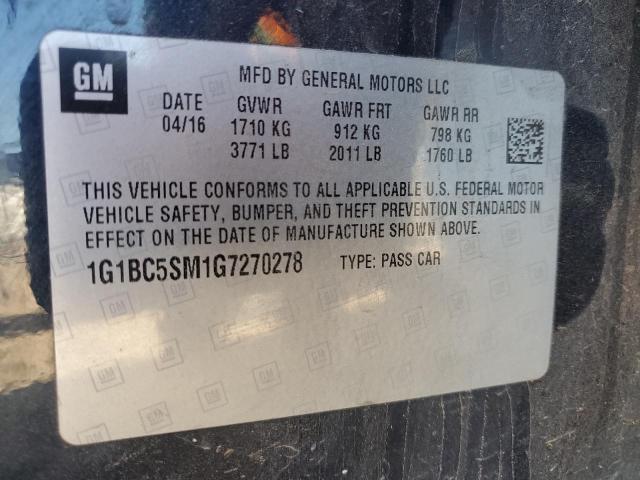 GM
MFD BY GENERAL MOTORS LLC
DATE GVWR GAWR FRT GAWR RR
04/16 1710 KG 912 KG 798 KG
3771 LB 2011 LB 1760 LB
THIS VEHICLE CONFORMS TO ALL APPLICABLE U.S. FEDERAL MOTOR
VEHICLE SAFETY, BUMPER, AND THEFT PREVENTION STANDARDS IN
EFFECT ON THE DATE OF MANUFACTURE SHOWN ABOVE.
1G1BC5SM1G7270278 TYPE: PASS CAR